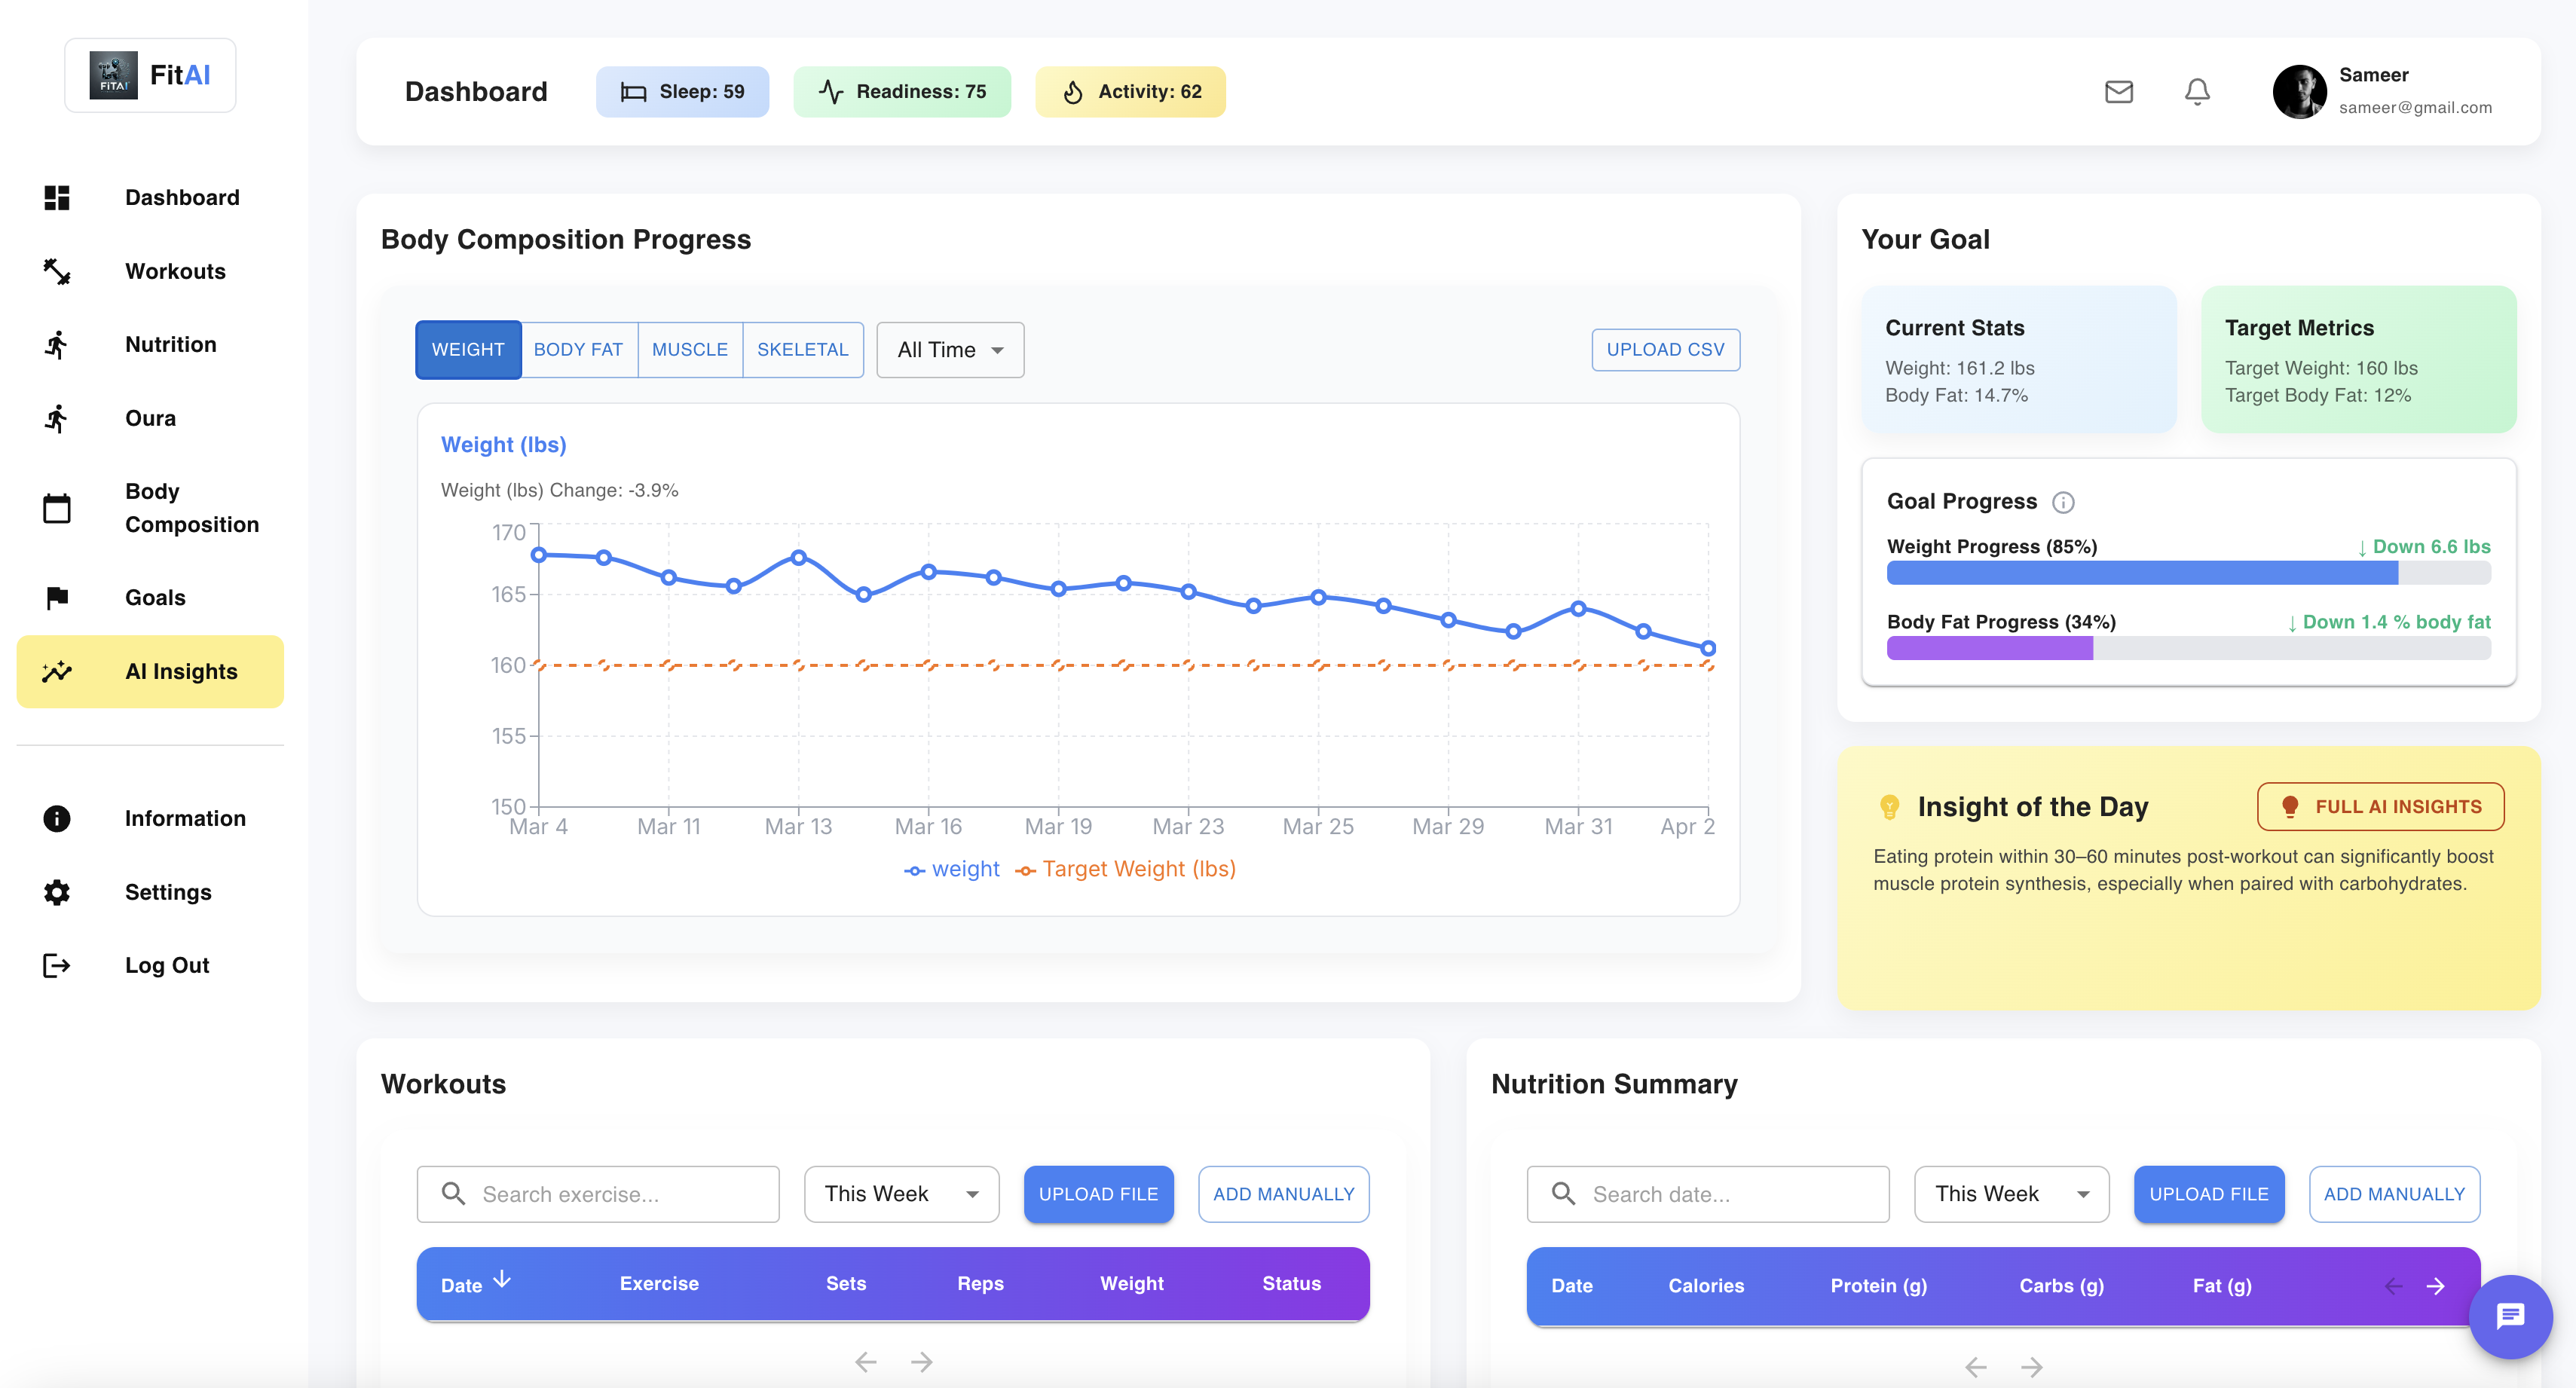 FITAI
FitAI
Dashboard
Workouts
Nutrition
Oura
Body
Composition
Goals
AI Insights
Information
Settings
Log Out
Dashboard
Sleep: 59
Readiness: 75
Activity: 62
Sameer
sameer@gmail.com
Body Composition Progress
WEIGHT
BODY FAT
MUSCLE
SKELETAL
All Time
UPLOAD CSV
Weight (lbs)
Weight (lbs) Change: -3.9%
170
165
160
155
150
Mar 4
Mar 11
Mar 13
Mar 16
Mar 19
Mar 23
Mar 25
Mar 29
Mar 31
Apr 2
weight
Target Weight (lbs)
Your Goal
Current Stats
Weight: 161.2 lbs
Body Fat: 14.7%
Target Metrics
Target Weight: 160 lbs
Target Body Fat: 12%
Goal Progress
Weight Progress (85%)
↓ Down 6.6 lbs
Body Fat Progress (34%)
↓ Down 1.4 % body fat
Insight of the Day
FULL AI INSIGHTS
Eating protein within 30–60 minutes post-workout can significantly boost
muscle protein synthesis, especially when paired with carbohydrates.
Workouts
Search exercise...
This Week
UPLOAD FILE
ADD MANUALLY
Date
Exercise
Sets
Reps
Weight
Status
Nutrition Summary
Search date...
This Week
UPLOAD FILE
ADD MANUALLY
Date
Calories
Protein (g)
Carbs (g)
Fat (g)